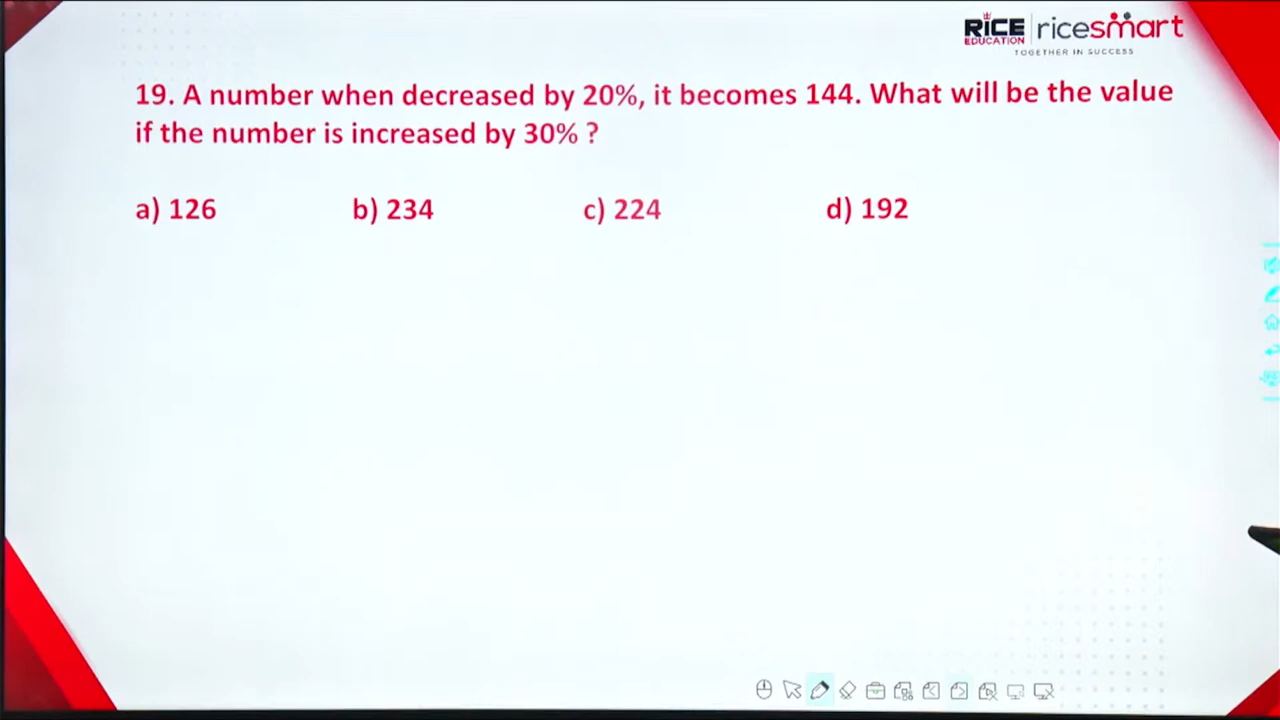 RICE EDUCATION ricesmart
TOGETHER IN SUCCESS
19. A number when decreased by 20%, it becomes 144. What will be the value
if the number is increased by 30% ?
a) 126 b) 234 c) 224 d) 192